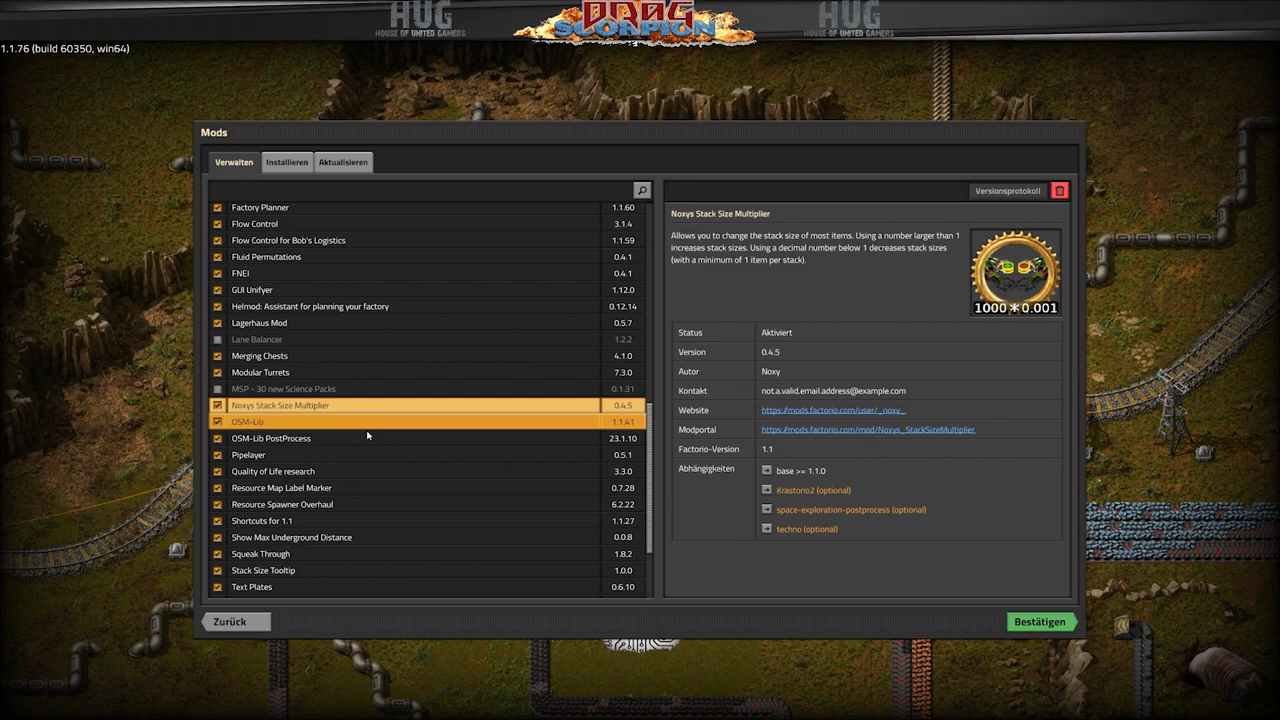 HUG
HOUSE OF UNITED GAMERS
DRAG
SCORPION
HUG
HOUSE OF UNITED GAMERS
1.1.76 (build 60350, win64)
Mods
Verwalten
Installieren
Aktualisieren
Factory Planner 1.1.60
Flow Control 3.1.4
Flow Control for Bob's Logistics 1.1.59
Fluid Permutations 0.4.1
FNEI 0.4.1
GUI Unifyer 1.12.0
Helmod: Assistant for planning your factory 0.12.14
Lagerhaus Mod 0.5.7
Lane Balancer 1.2.2
Merging Chests 4.1.0
Modular Turrets 7.3.0
MSP - 30 new Science Packs 0.1.31
Noxys Stack Size Multiplier 0.4.5
OSM-Lib 1.1.41
OSM-Lib PostProcess 23.1.10
Pipelayer 0.5.1
Quality of Life research 3.3.0
Resource Map Label Marker 0.7.28
Resource Spawner Overhaul 6.2.22
Shortcuts for 1.1 1.1.27
Show Max Underground Distance 0.0.8
Squeak Through 1.8.2
Stack Size Tooltip 1.0.0
Text Plates 0.6.10
Versionsprotokoll
Noxys Stack Size Multiplier
Allows you to change the stack size of most items. Using a number larger than 1
increases stack sizes. Using a decimal number below 1 decreases stack sizes
(with a minimum of 1 item per stack).
1000*0.001
Status Aktiviert
Version 0.4.5
Autor Noxy
Kontakt not.a.valid.email.address@example.com
Website https://mods.factorio.com/user/_noxy_
Modportal https://mods.factorio.com/mod/Noxys_StackSizeMultiplier
Factorio-Version 1.1
Abhängigkeiten base >= 1.1.0
Krastorio2 (optional)
space-exploration-postprocess (optional)
techno (optional)
Zurück
Bestätigen